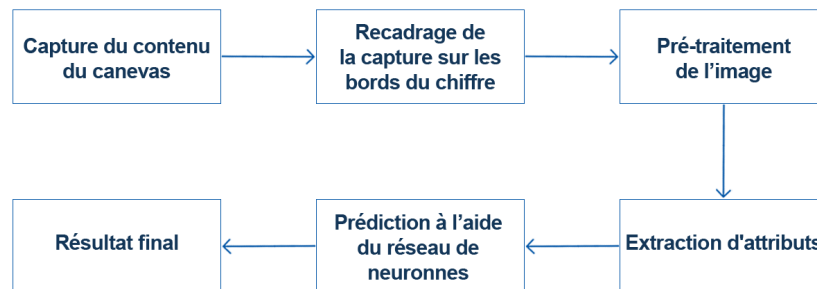 Capture du contenu
du canevas
Recadrage de
la capture sur les
bords du chiffre
Pré-traitement
de l’image
Résultat final
Prédiction à l’aide
du réseau de
neuronnes
Extraction d'attributs